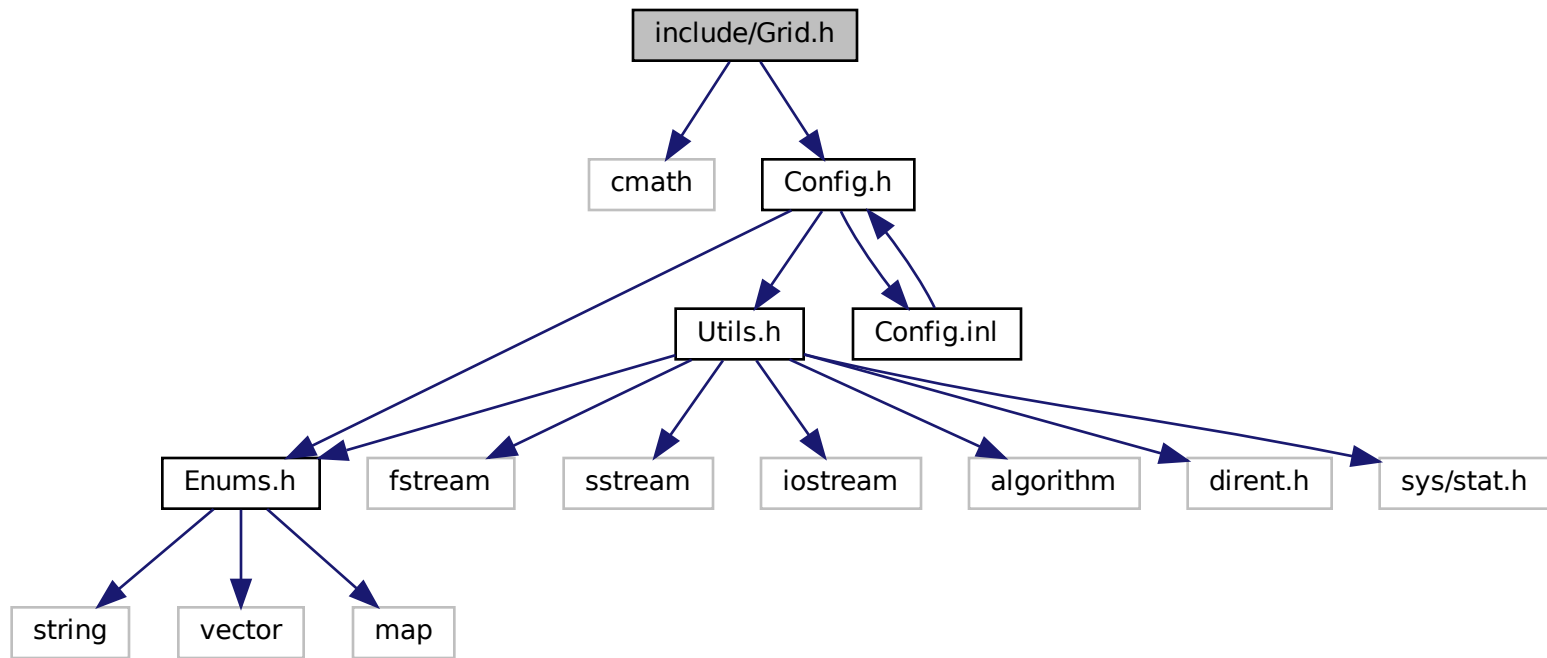 include/Grid.h
cmath
Config.h
Utils.h
Config.inl
Enums.h
fstream
sstream
iostream
algorithm
dirent.h
sys/stat.h
string
vector
map